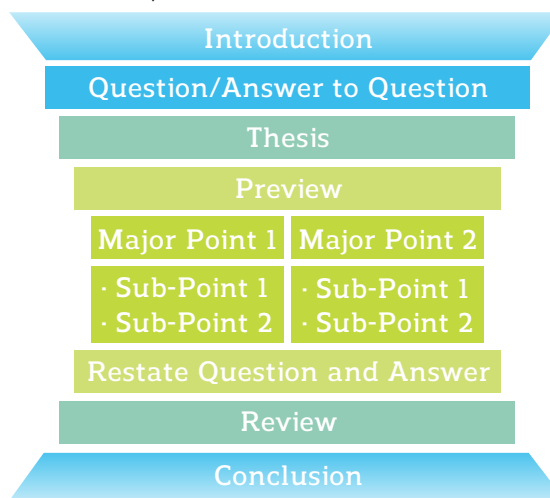 Introduction
Question/Answer to Question
Thesis
Preview
Major Point 1
· Sub-Point 1
· Sub-Point 2
Major Point 2
· Sub-Point 1
· Sub-Point 2
Restate Question and Answer
Review
Conclusion